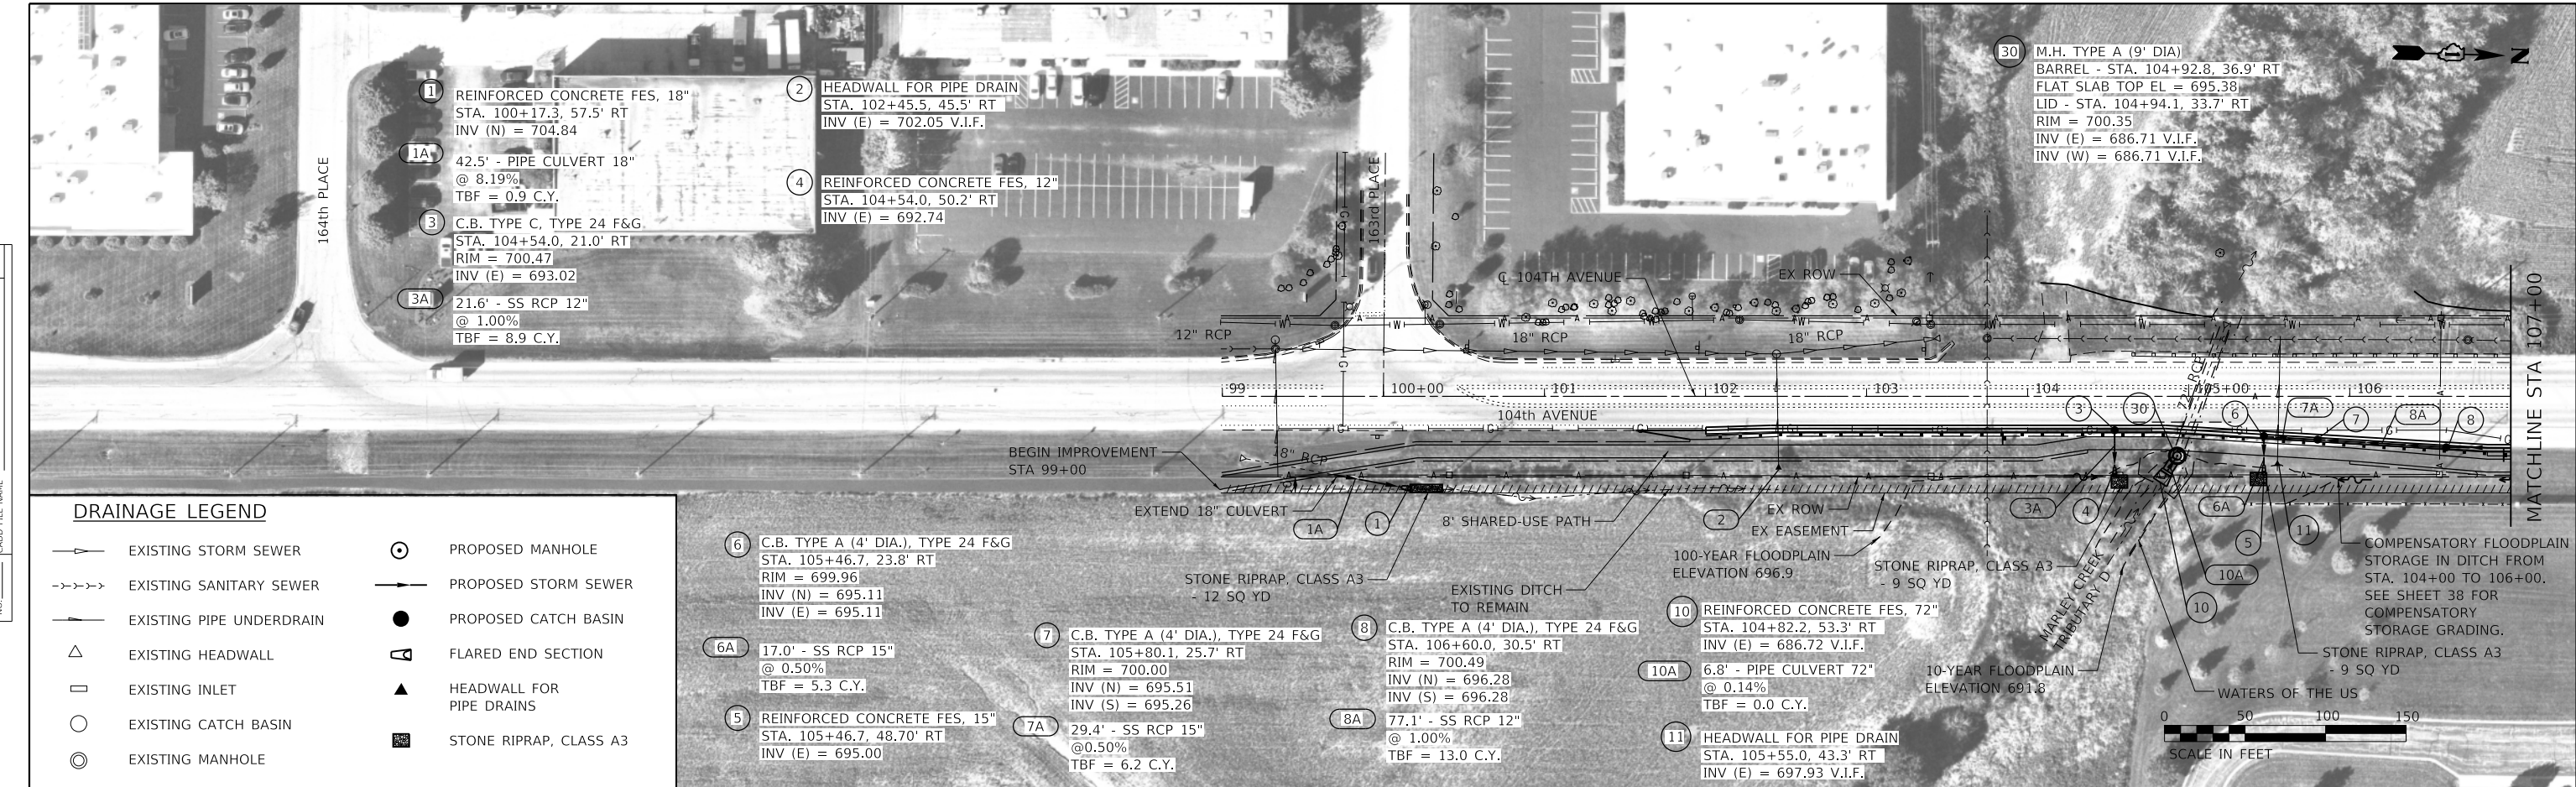 1
REINFORCED CONCRETE FES, 18"
STA. 100+17.3, 57.5' RT
INV (N) = 704.84
1A
42.5' - PIPE CULVERT 18"
@ 8.19%
TBF = 0.9 C.Y.
3
C.B. TYPE C, TYPE 24 F&G
STA. 104+54.0, 21.0' RT
RIM = 700.47
INV (E) = 693.02
3A
21.6' - SS RCP 12"
@ 1.00%
TBF = 8.9 C.Y.
2
HEADWALL FOR PIPE DRAIN
STA. 102+45.5, 45.5' RT
INV (E) = 702.05 V.I.F.
4
REINFORCED CONCRETE FES, 12"
STA. 104+54.0, 50.2' RT
INV (E) = 692.74
30
M.H. TYPE A (9' DIA)
BARREL - STA. 104+92.8, 36.9' RT
FLAT SLAB TOP EL = 695.38
LID - STA. 104+94.1, 33.7' RT
RIM = 700.35
INV (E) = 686.71 V.I.F.
INV (W) = 686.71 V.I.F.
N
164th PLACE
163rd PLACE
℄ 104TH AVENUE
EX ROW
12" RCP
18" RCP
18" RCP
99
100+00
101
102
103
104
105+00
106
104th AVENUE
72" RCP
3
30
6
7A
7
8A
8
MATCHLINE STA 107+00
BEGIN IMPROVEMENT
STA 99+00
18" RCP
EXTEND 18" CULVERT
1A
1
8' SHARED-USE PATH
2
EX ROW
EX EASEMENT
100-YEAR FLOODPLAIN
ELEVATION 696.9
3A
4
6A
5
11
10A
10
STONE RIPRAP, CLASS A3
- 12 SQ YD
EXISTING DITCH
TO REMAIN
STONE RIPRAP, CLASS A3
- 9 SQ YD
MARLEY CREEK
TRIBUTARY D
10-YEAR FLOODPLAIN
ELEVATION 691.8
COMPENSATORY FLOODPLAIN
STORAGE IN DITCH FROM
STA. 104+00 TO 106+00.
SEE SHEET 38 FOR
COMPENSATORY
STORAGE GRADING.
STONE RIPRAP, CLASS A3
- 9 SQ YD
WATERS OF THE US
0 50 100 150
SCALE IN FEET
DRAINAGE LEGEND
EXISTING STORM SEWER
EXISTING SANITARY SEWER
EXISTING PIPE UNDERDRAIN
EXISTING HEADWALL
EXISTING INLET
EXISTING CATCH BASIN
EXISTING MANHOLE
PROPOSED MANHOLE
PROPOSED STORM SEWER
PROPOSED CATCH BASIN
FLARED END SECTION
HEADWALL FOR
PIPE DRAINS
STONE RIPRAP, CLASS A3
6
C.B. TYPE A (4' DIA.), TYPE 24 F&G
STA. 105+46.7, 23.8' RT
RIM = 699.96
INV (N) = 695.11
INV (E) = 695.11
6A
17.0' - SS RCP 15"
@ 0.50%
TBF = 5.3 C.Y.
5
REINFORCED CONCRETE FES, 15"
STA. 105+46.7, 48.70' RT
INV (E) = 695.00
7
C.B. TYPE A (4' DIA.), TYPE 24 F&G
STA. 105+80.1, 25.7' RT
RIM = 700.00
INV (N) = 695.51
INV (S) = 695.26
7A
29.4' - SS RCP 15"
@0.50%
TBF = 6.2 C.Y.
8
C.B. TYPE A (4' DIA.), TYPE 24 F&G
STA. 106+60.0, 30.5' RT
RIM = 700.49
INV (N) = 696.28
INV (S) = 696.28
8A
77.1' - SS RCP 12"
@ 1.00%
TBF = 13.0 C.Y.
10
REINFORCED CONCRETE FES, 72"
STA. 104+82.2, 53.3' RT
INV (E) = 686.72 V.I.F.
10A
6.8' - PIPE CULVERT 72"
@ 0.14%
TBF = 0.0 C.Y.
11
HEADWALL FOR PIPE DRAIN
STA. 105+55.0, 43.3' RT
INV (E) = 697.93 V.I.F.